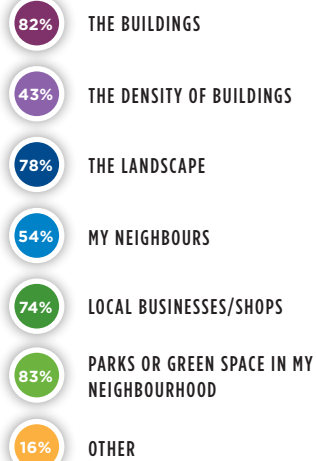 82% THE BUILDINGS
43% THE DENSITY OF BUILDINGS
78% THE LANDSCAPE
54% MY NEIGHBOURS
74% LOCAL BUSINESSES/SHOPS
83% PARKS OR GREEN SPACE IN MY
NEIGHBOURHOOD
16% OTHER